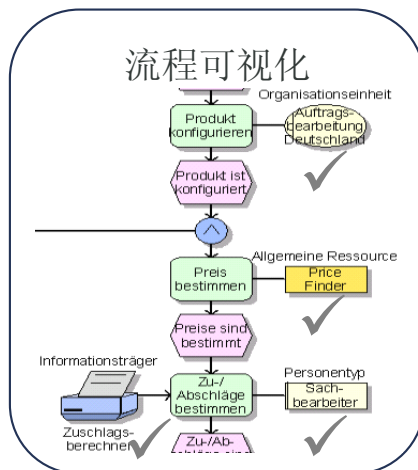 流程可视化
Organisationseinheit
Produkt
konfigurieren
Auftrags-
bearbeitung
Deutschland
Produkt ist
konfiguriert
Allgemeine Ressource
Preis
bestimmen
Price
Finder
Preise sind
bestimmt
Informationsträger
Personentyp
Zu-/
Abschläge
bestimmen
Sach-
bearbeiter
Zuschlags-
berechner
Zu-/Ab-